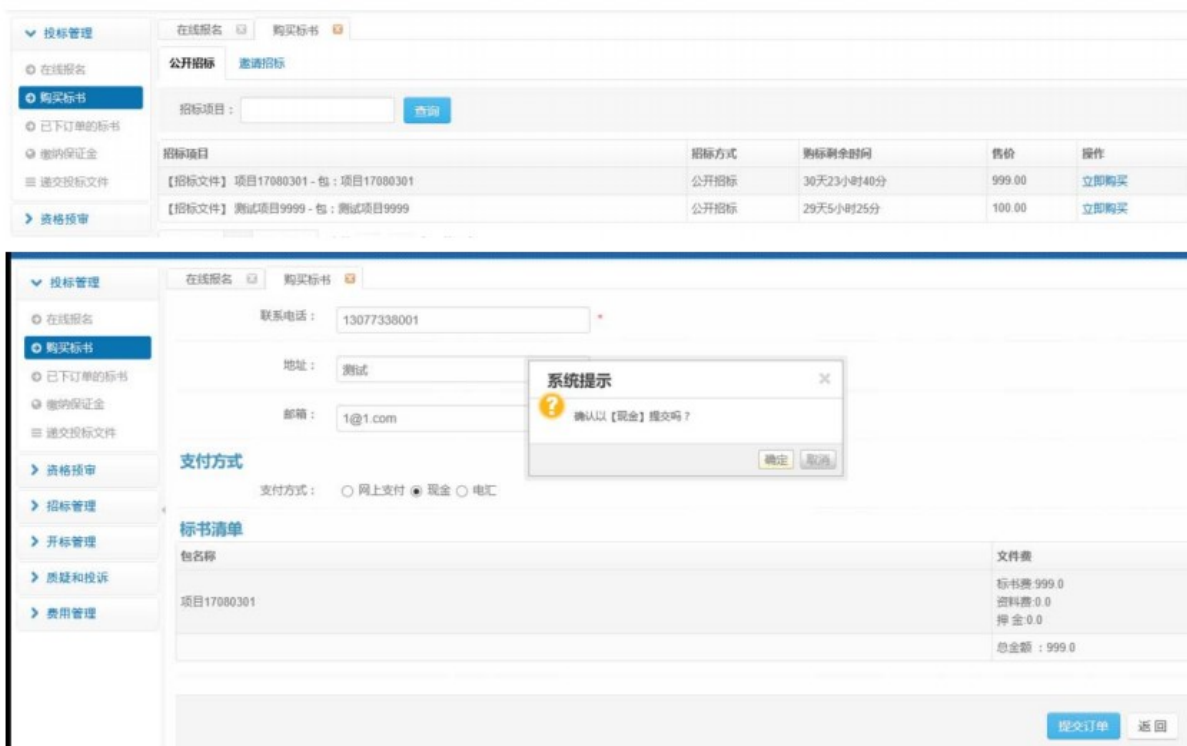 投标管理
在线报名
购买标书
已下订单的标书
缴纳保证金
递交投标文件
资格预审
在线报名 购买标书
公开招标 邀请招标
招标项目： 查询
招标项目 招标方式 购标剩余时间 售价 操作
【招标文件】项目17080301-包：项目17080301 公开招标 30天23小时40分 999.00 立即购买
【招标文件】测试项目9999-包：测试项目9999 公开招标 29天5小时25分 100.00 立即购买
投标管理
在线报名
购买标书
已下订单的标书
缴纳保证金
递交投标文件
资格预审
招标管理
开标管理
质疑和投诉
费用管理
在线报名 购买标书
联系电话： 13077338001 *
地址： 测试
邮箱： 1@1.com
系统提示
确认以【现金】提交吗？
确定 取消
支付方式
支付方式： 网上支付 现金 电汇
标书清单
包名称 文件费
项目17080301
标书费:999.0
资料费:0.0
押 金:0.0
总金额 ：999.0
提交订单 返回